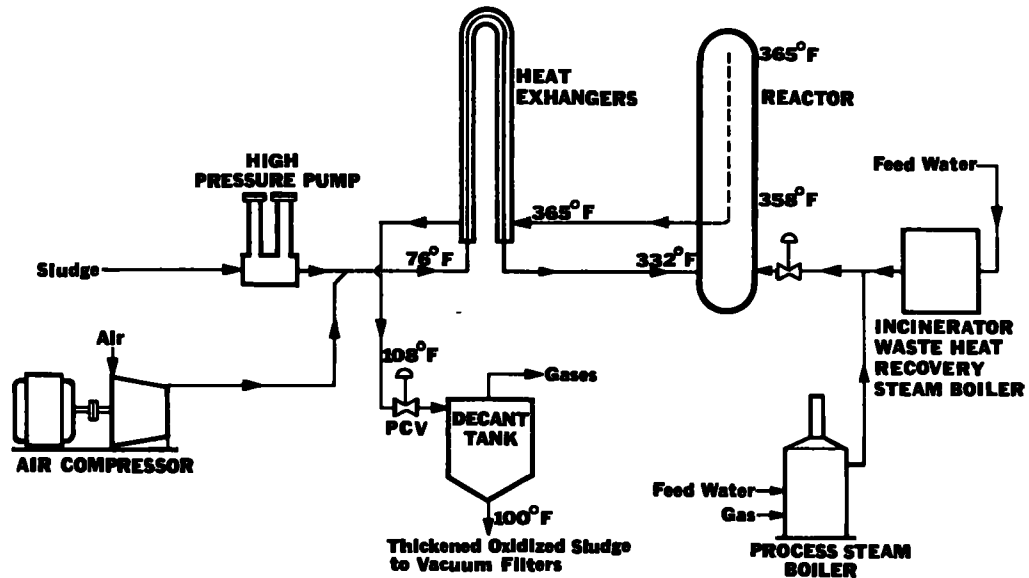 HEAT
EXHANGERS
365°F
REACTOR
HIGH
PRESSURE PUMP
Feed Water
358°F
365°F
Sludge
76°F
332°F
Air
108°F
Gases
INCINERATOR
WASTE HEAT
RECOVERY
STEAM BOILER
PCV
DECANT
TANK
AIR COMPRESSOR
Feed Water
Gas
100°F
Thickened Oxidized Sludge
to Vacuum Filters
PROCESS STEAM
BOILER